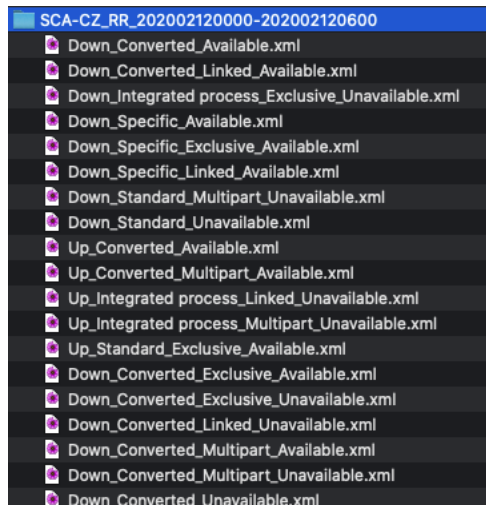 SCA-CZ_RR_202002120000-202002120600
Down_Converted_Available.xml
Down_Converted_Linked_Available.xml
Down_Integrated process_Exclusive_Unavailable.xml
Down_Specific_Available.xml
Down_Specific_Exclusive_Available.xml
Down_Specific_Linked_Available.xml
Down_Standard_Multipart_Unavailable.xml
Down_Standard_Unavailable.xml
Up_Converted_Available.xml
Up_Converted_Multipart_Available.xml
Up_Integrated process_Linked_Unavailable.xml
Up_Integrated process_Multipart_Unavailable.xml
Up_Standard_Exclusive_Available.xml
Down_Converted_Exclusive_Available.xml
Down_Converted_Exclusive_Unavailable.xml
Down_Converted_Linked_Unavailable.xml
Down_Converted_Multipart_Available.xml
Down_Converted_Multipart_Unavailable.xml
Down_Converted_Unavailable.xml